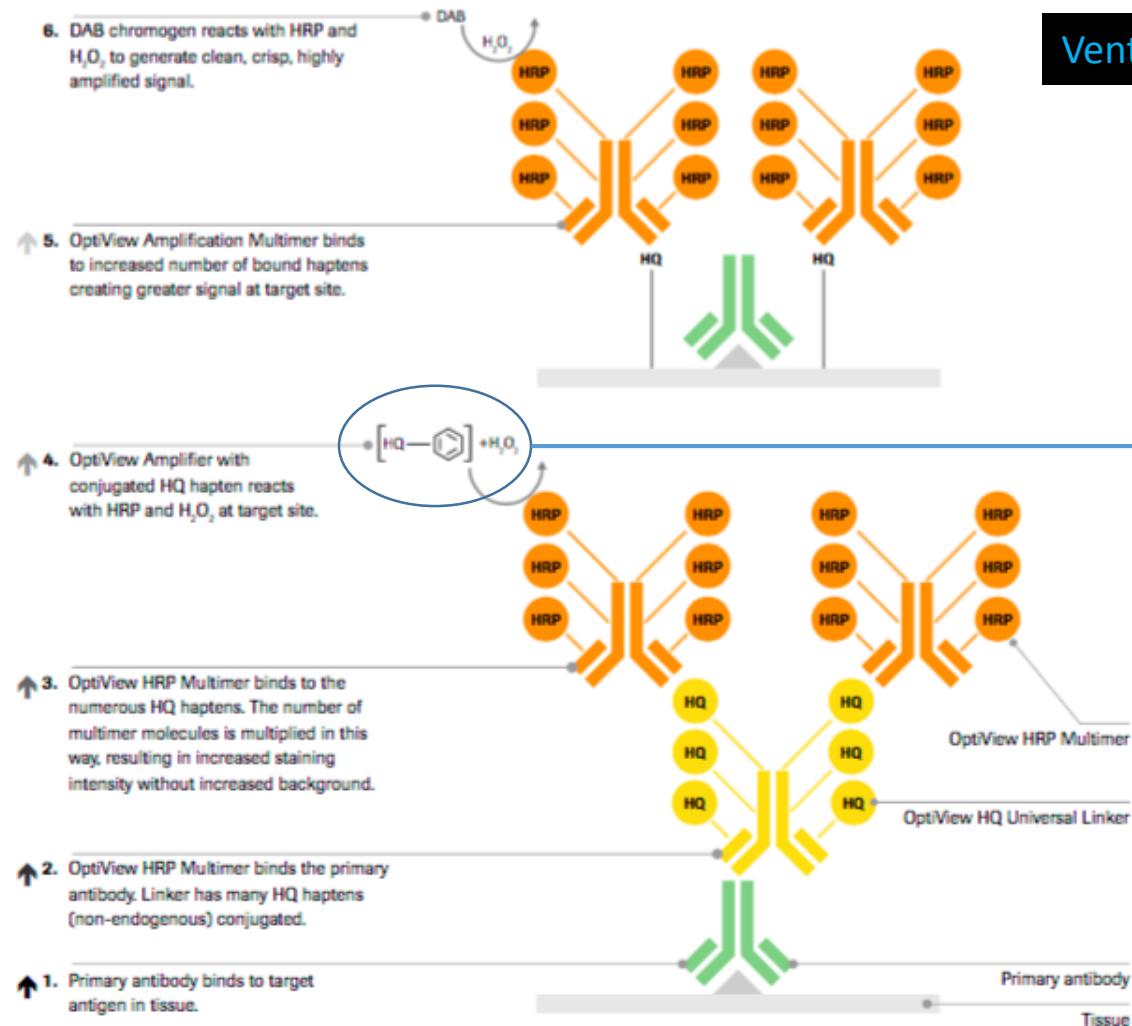 6. DAB chromogen reacts with HRP and
H₂O₂ to generate clean, crisp, highly
amplified signal.
DAB
H₂O₂
Vent
HRP HRP HRP HRP
HRP HRP HRP HRP
HRP HRP HRP HRP
5. OptiView Amplification Multimer binds
to increased number of bound haptens
creating greater signal at target site.
HQ HQ
[HQ—] +H₂O₂
4. OptiView Amplifier with
conjugated HQ hapten reacts
with HRP and H₂O₂ at target site.
HRP HRP HRP HRP
HRP HRP HRP HRP
HRP HRP HRP HRP
3. OptiView HRP Multimer binds to the
numerous HQ haptens. The number of
multimer molecules is multiplied in this
way, resulting in increased staining
intensity without increased background.
HQ HQ
OptiView HRP Multimer
HQ HQ
HQ HQ
OptiView HQ Universal Linker
2. OptiView HRP Multimer binds the primary
antibody. Linker has many HQ haptens
(non-endogenous) conjugated.
1. Primary antibody binds to target
antigen in tissue.
Primary antibody
Tissue